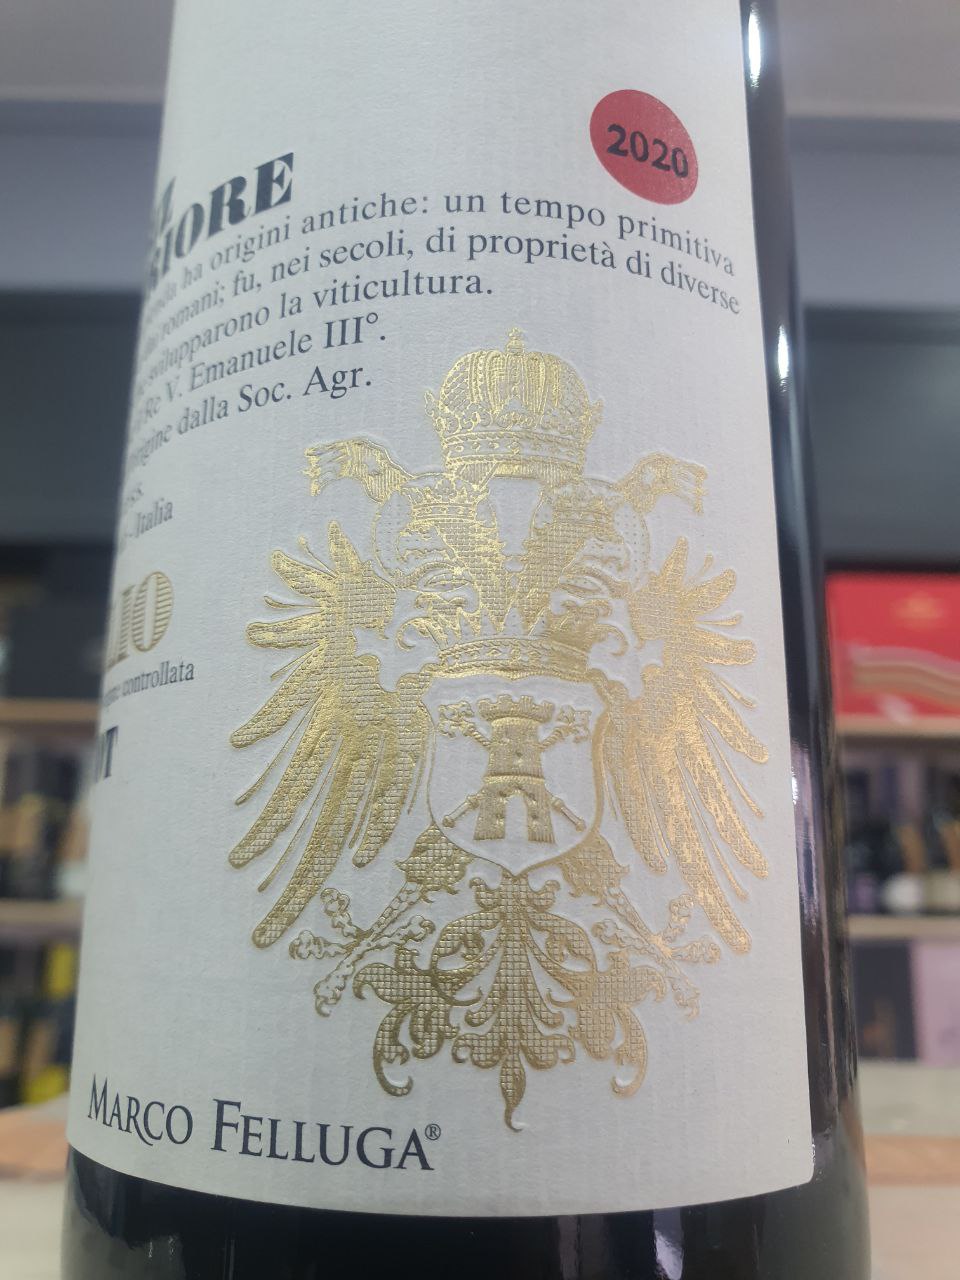 2020
ha origini antiche: un tempo primitiva
romani; fu, nei secoli, di proprietà di diverse
svilupparono la viticultura.
Re V. Emanuele III°.
dalla Soc. Agr.
Italia
controllata
MARCO FELLUGA®